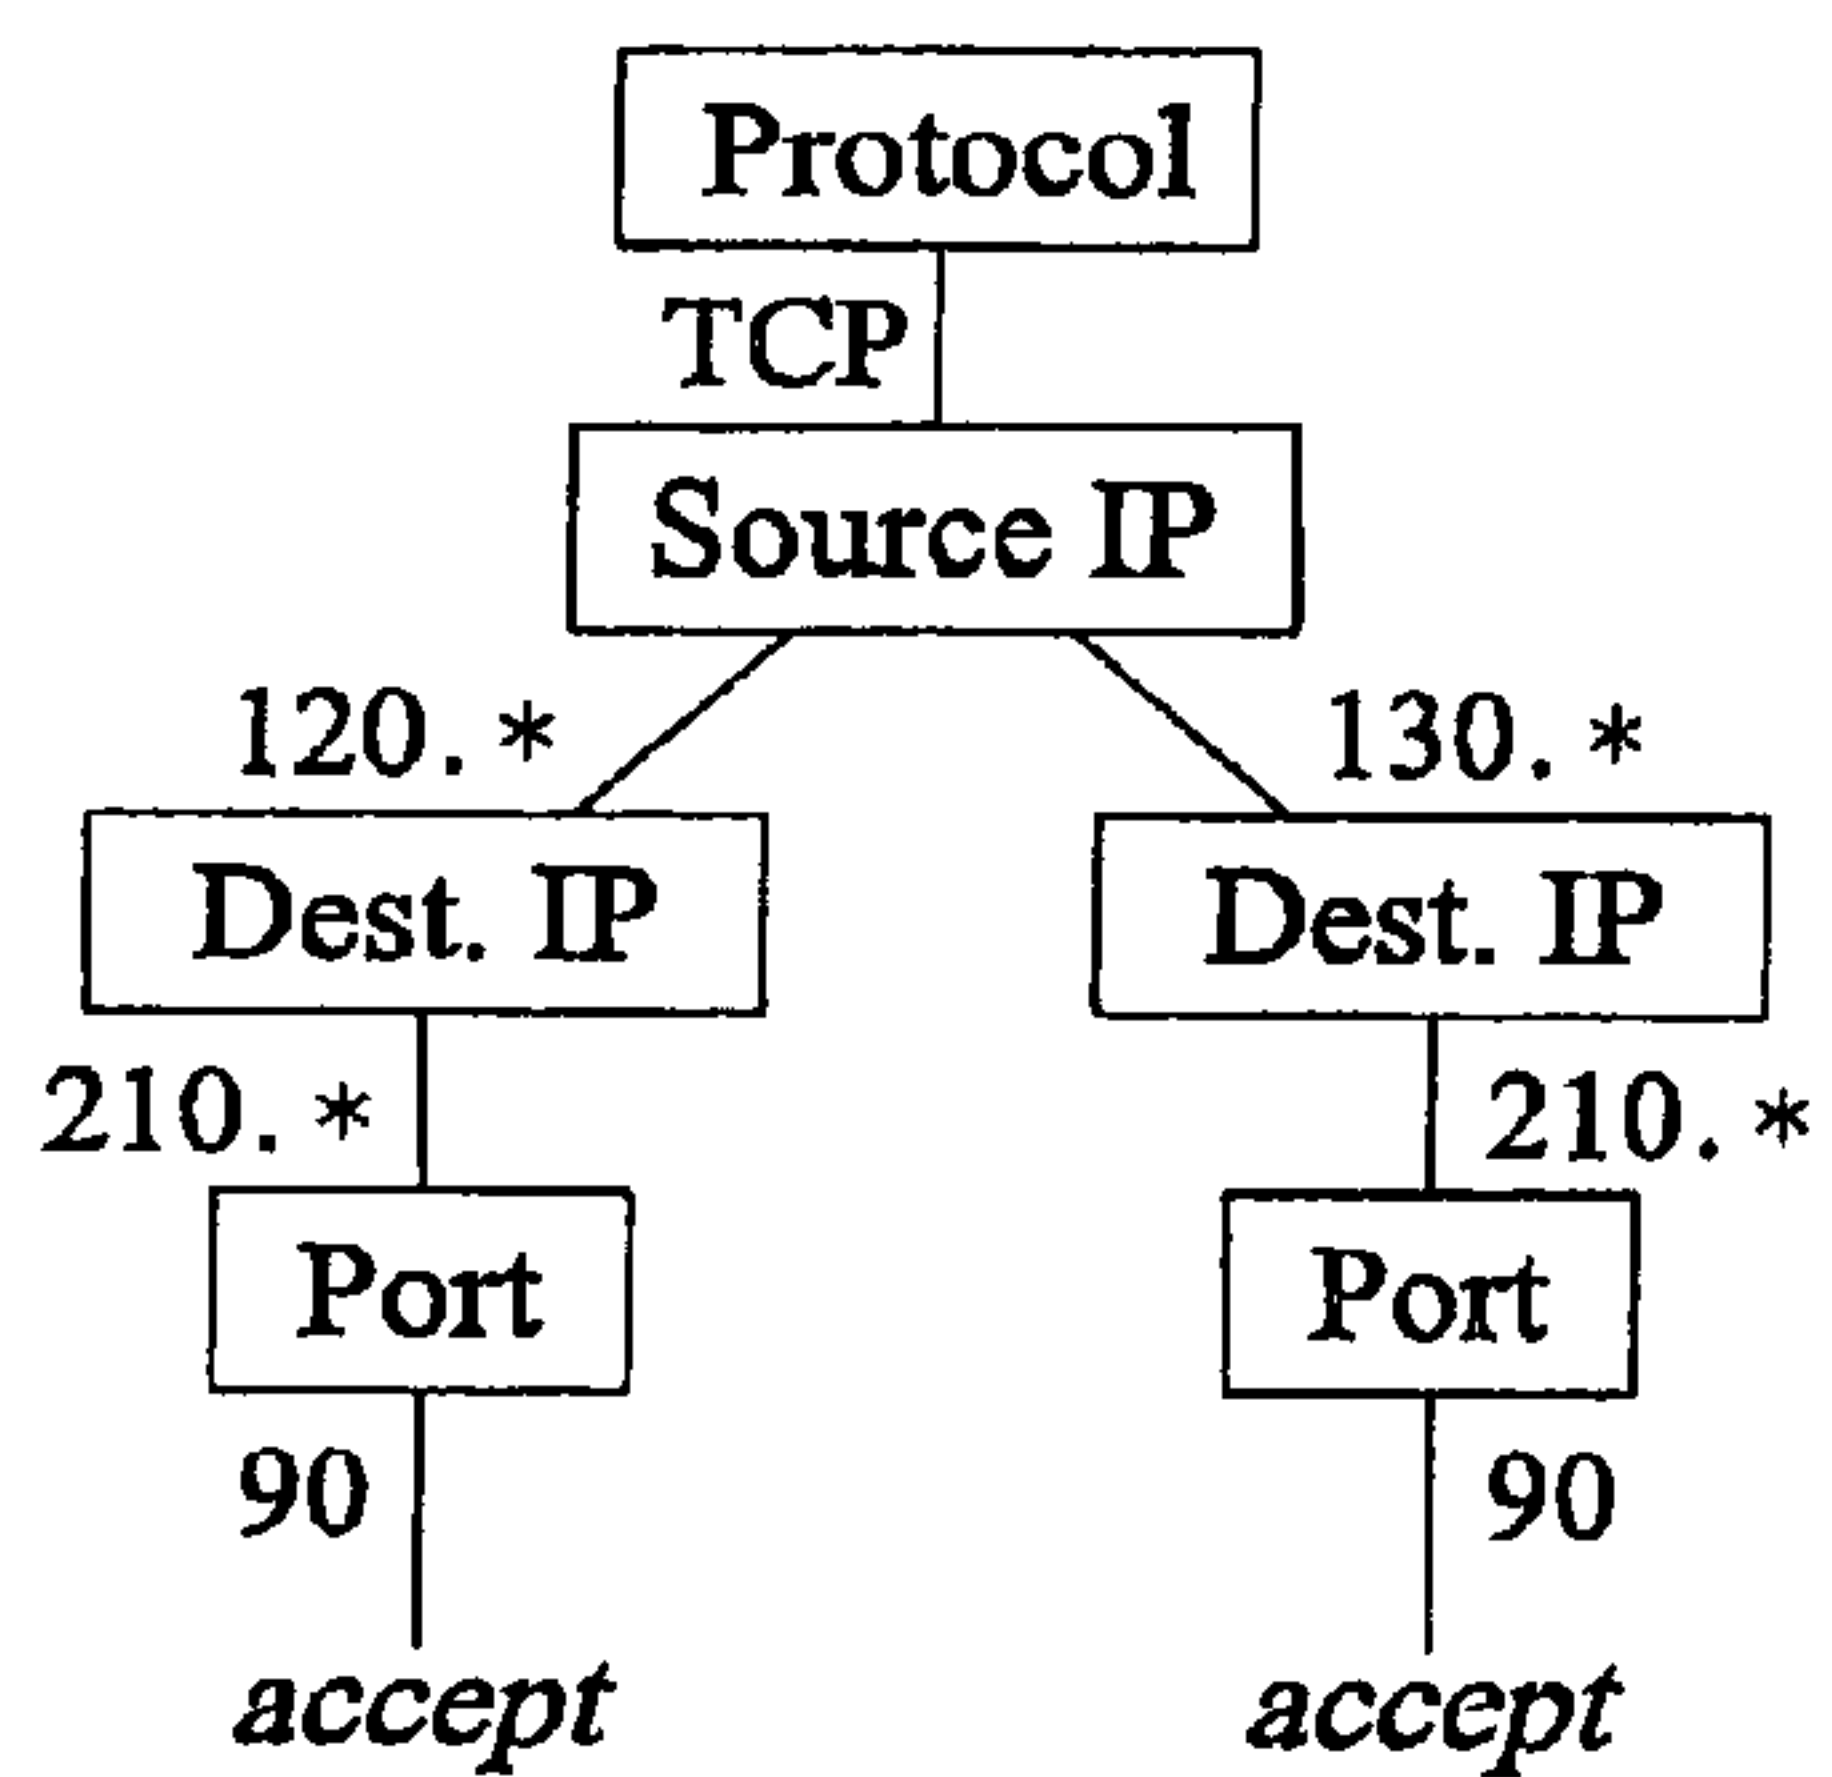 Protocol
TCP
Source IP
120. * 130. *
Dest. IP Dest. IP
210. * 210. *
Port Port
90 90
accept accept